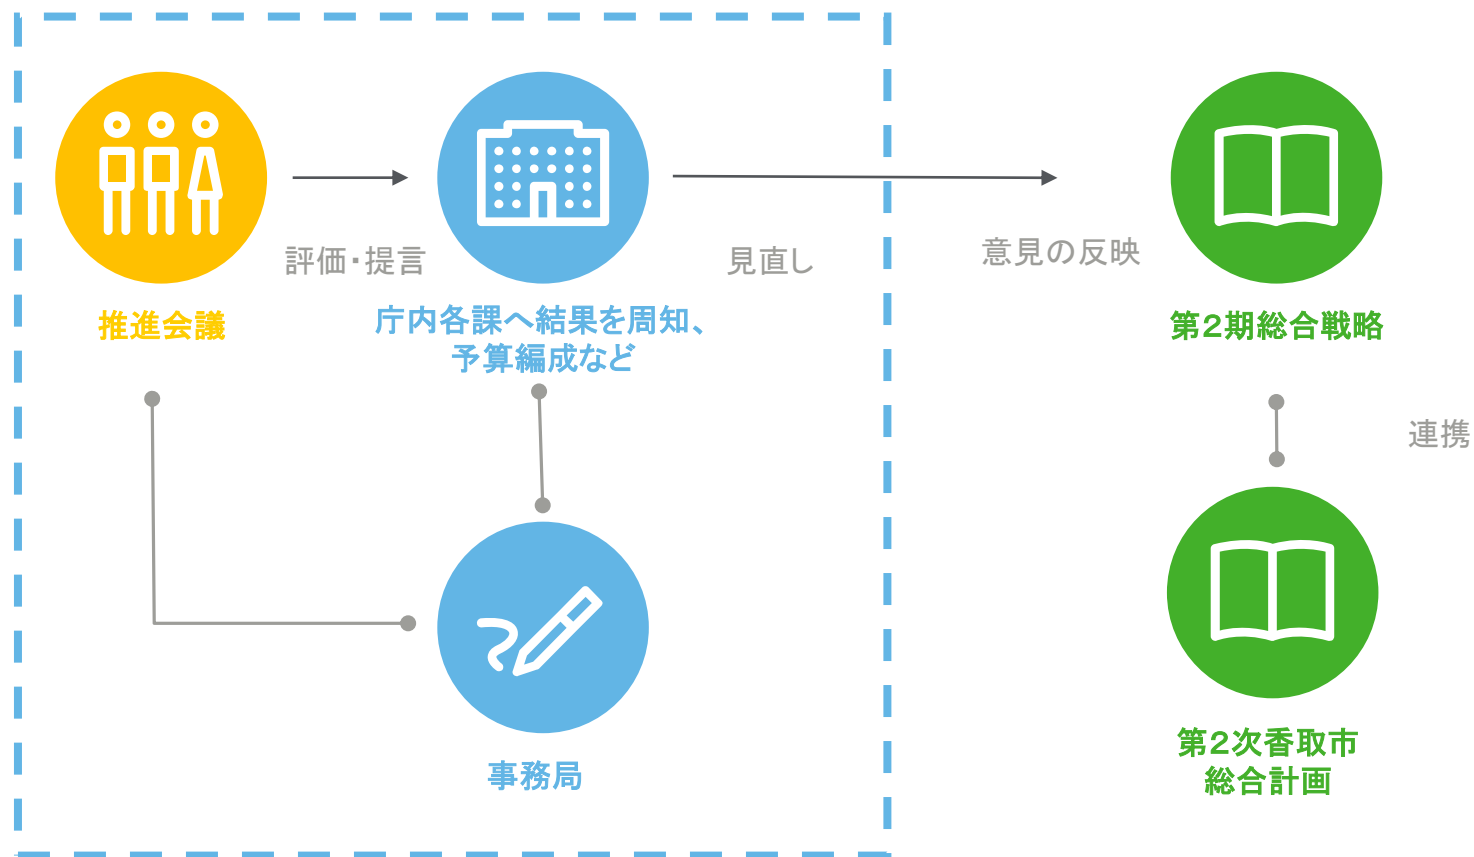 評価・提言
見直し
意見の反映
推進会議
庁内各課へ結果を周知、
予算編成など
第２期総合戦略
連携
事務局
第２次香取市
総合計画